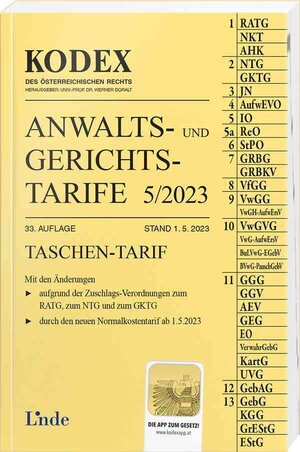 KODEX
DES ÖSTERREICHISCHEN RECHTS
HERAUSGEBER: UNIV.-PROF. DR. WERNER DORALT
ANWALTS- UND
GERICHTS-
TARIFE 5/2023
33. AUFLAGE STAND 1. 5. 2023
TASCHEN-TARIF
Mit den Änderungen
► aufgrund der Zuschlags-Verordnungen zum
RATG, zum NTG und zum GKTG
► durch den neuen Normalkostentarif ab 1.5.2023
Linde
DIE APP ZUM GESETZ!
www.kodexapp.at
1 RATG
NKT
AHK
2 NTG
GKTG
3 JN
4 AufwEVO
5 IO
5a ReO
6 StPO
7 GRBG
GRBKV
8 VfGG
9 VwGG
VwGH-AufwErsV
10 VwGVG
VwG-AufwErsV
BuLVwG-EGebV
BVwG-PauschGebV
11 GGG
GGV
AEV
GEG
EO
VerwahrGebG
KartG
UVG
12 GebAG
13 GebG
KGG
GrEStG
EStG